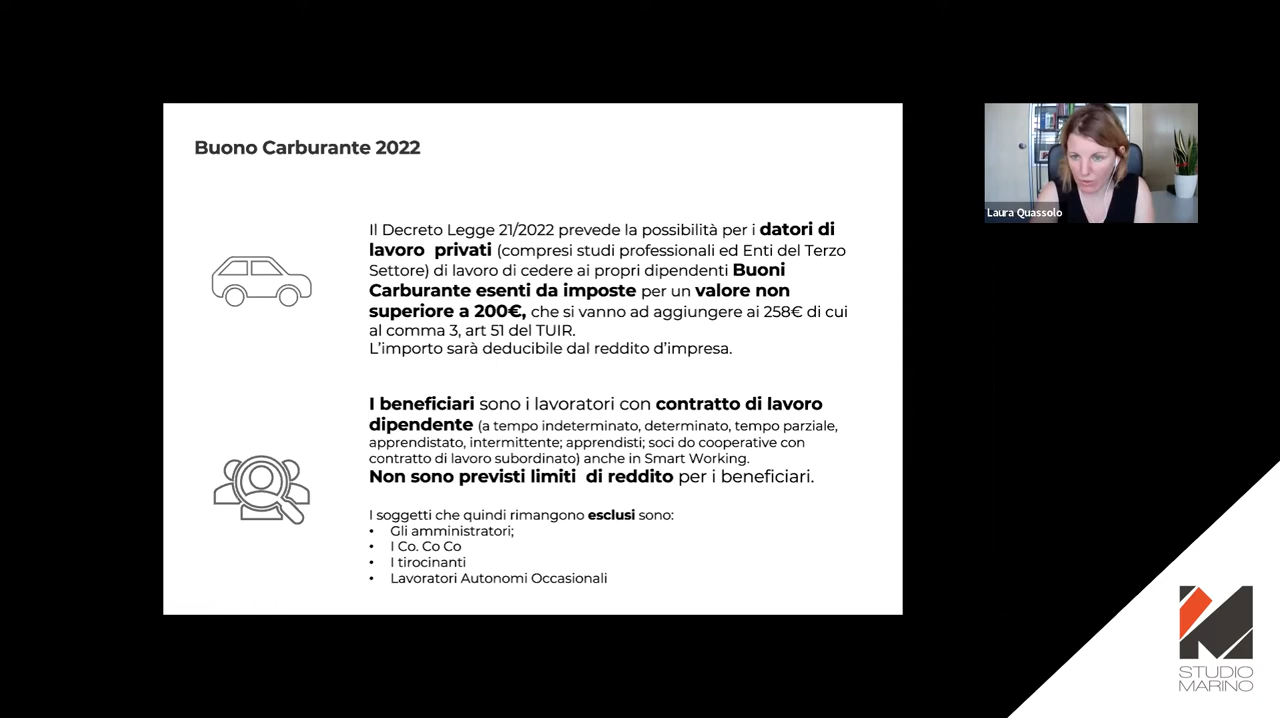 Buono Carburante 2022
Il Decreto Legge 21/2022 prevede la possibilità per i datori di
lavoro privati (compresi studi professionali ed Enti del Terzo
Settore) di lavoro di cedere ai propri dipendenti Buoni
Carburante esenti da imposte per un valore non
superiore a 200€, che si vanno ad aggiungere ai 258€ di cui
al comma 3, art 51 del TUIR.
L'importo sarà deducibile dal reddito d'impresa.
I beneficiari sono i lavoratori con contratto di lavoro
dipendente (a tempo indeterminato, determinato, tempo parziale,
apprendistato, intermittente; apprendisti; soci do cooperative con
contratto di lavoro subordinato) anche in Smart Working.
Non sono previsti limiti di reddito per i beneficiari.
I soggetti che quindi rimangono esclusi sono:
• Gli amministratori;
• I Co. Co Co
• I tirocinanti
• Lavoratori Autonomi Occasionali
Laura Quassolo
STUDIO
MARINO